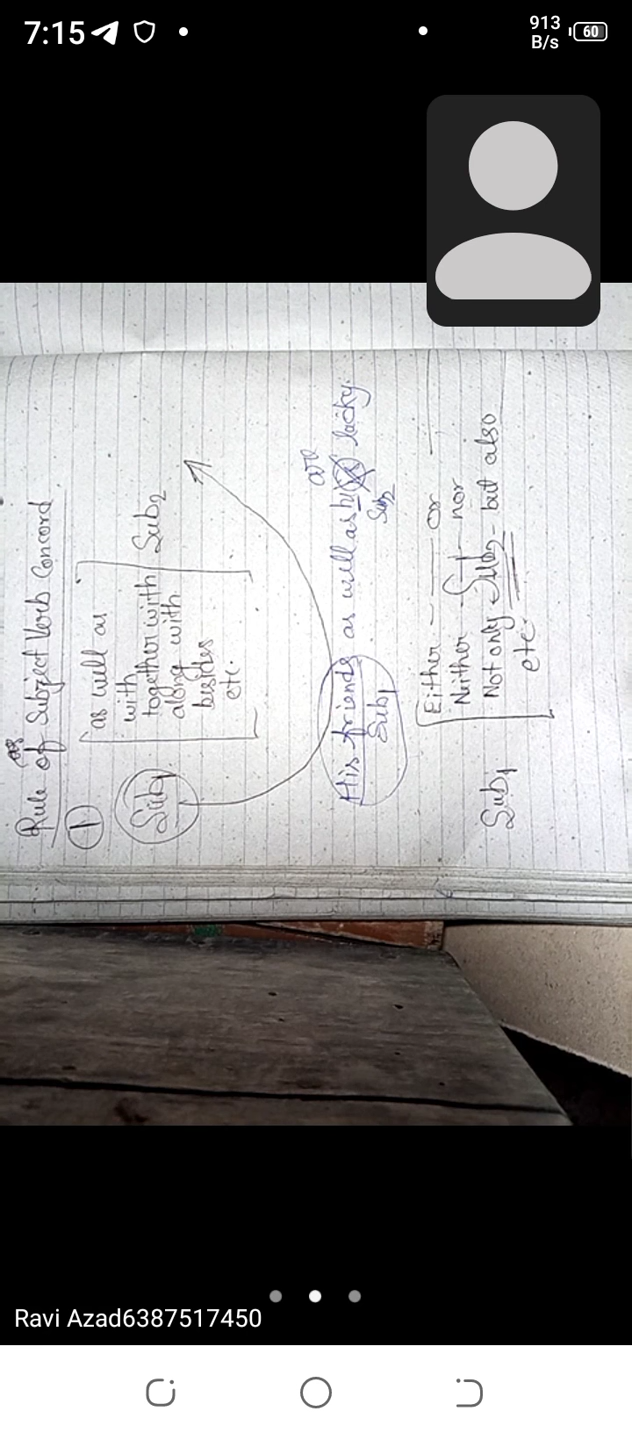 7:15
913
B/s
60
Rule of Subject Verb Concord
①
as well as
with
Sub1 together with Sub2
along with
besides
etc.
are
His friends as well as lucky.
Sub1 Sub2
Either - or -
Neither nor
Sub1 Not only Sub2 - but also
etc.
Ravi Azad6387517450